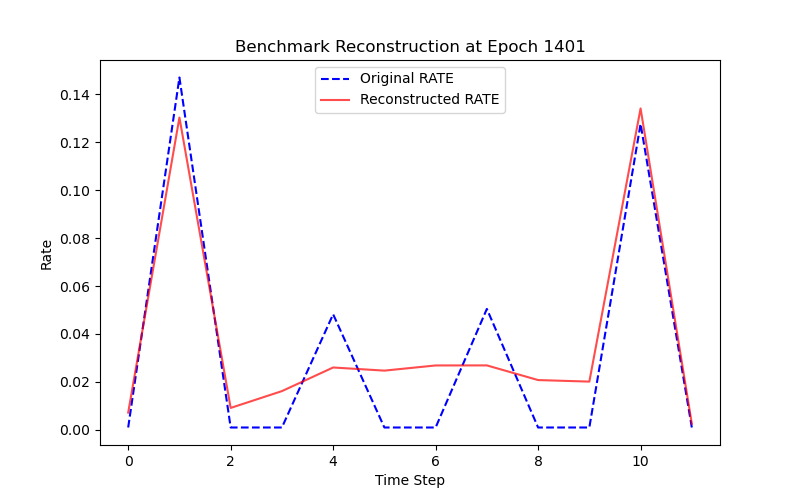 Benchmark Reconstruction at Epoch 1401
Original RATE
Reconstructed RATE
0.14
0.12
0.10
0.08
0.06
0.04
0.02
0.00
Rate
0 2 4 6 8 10
Time Step